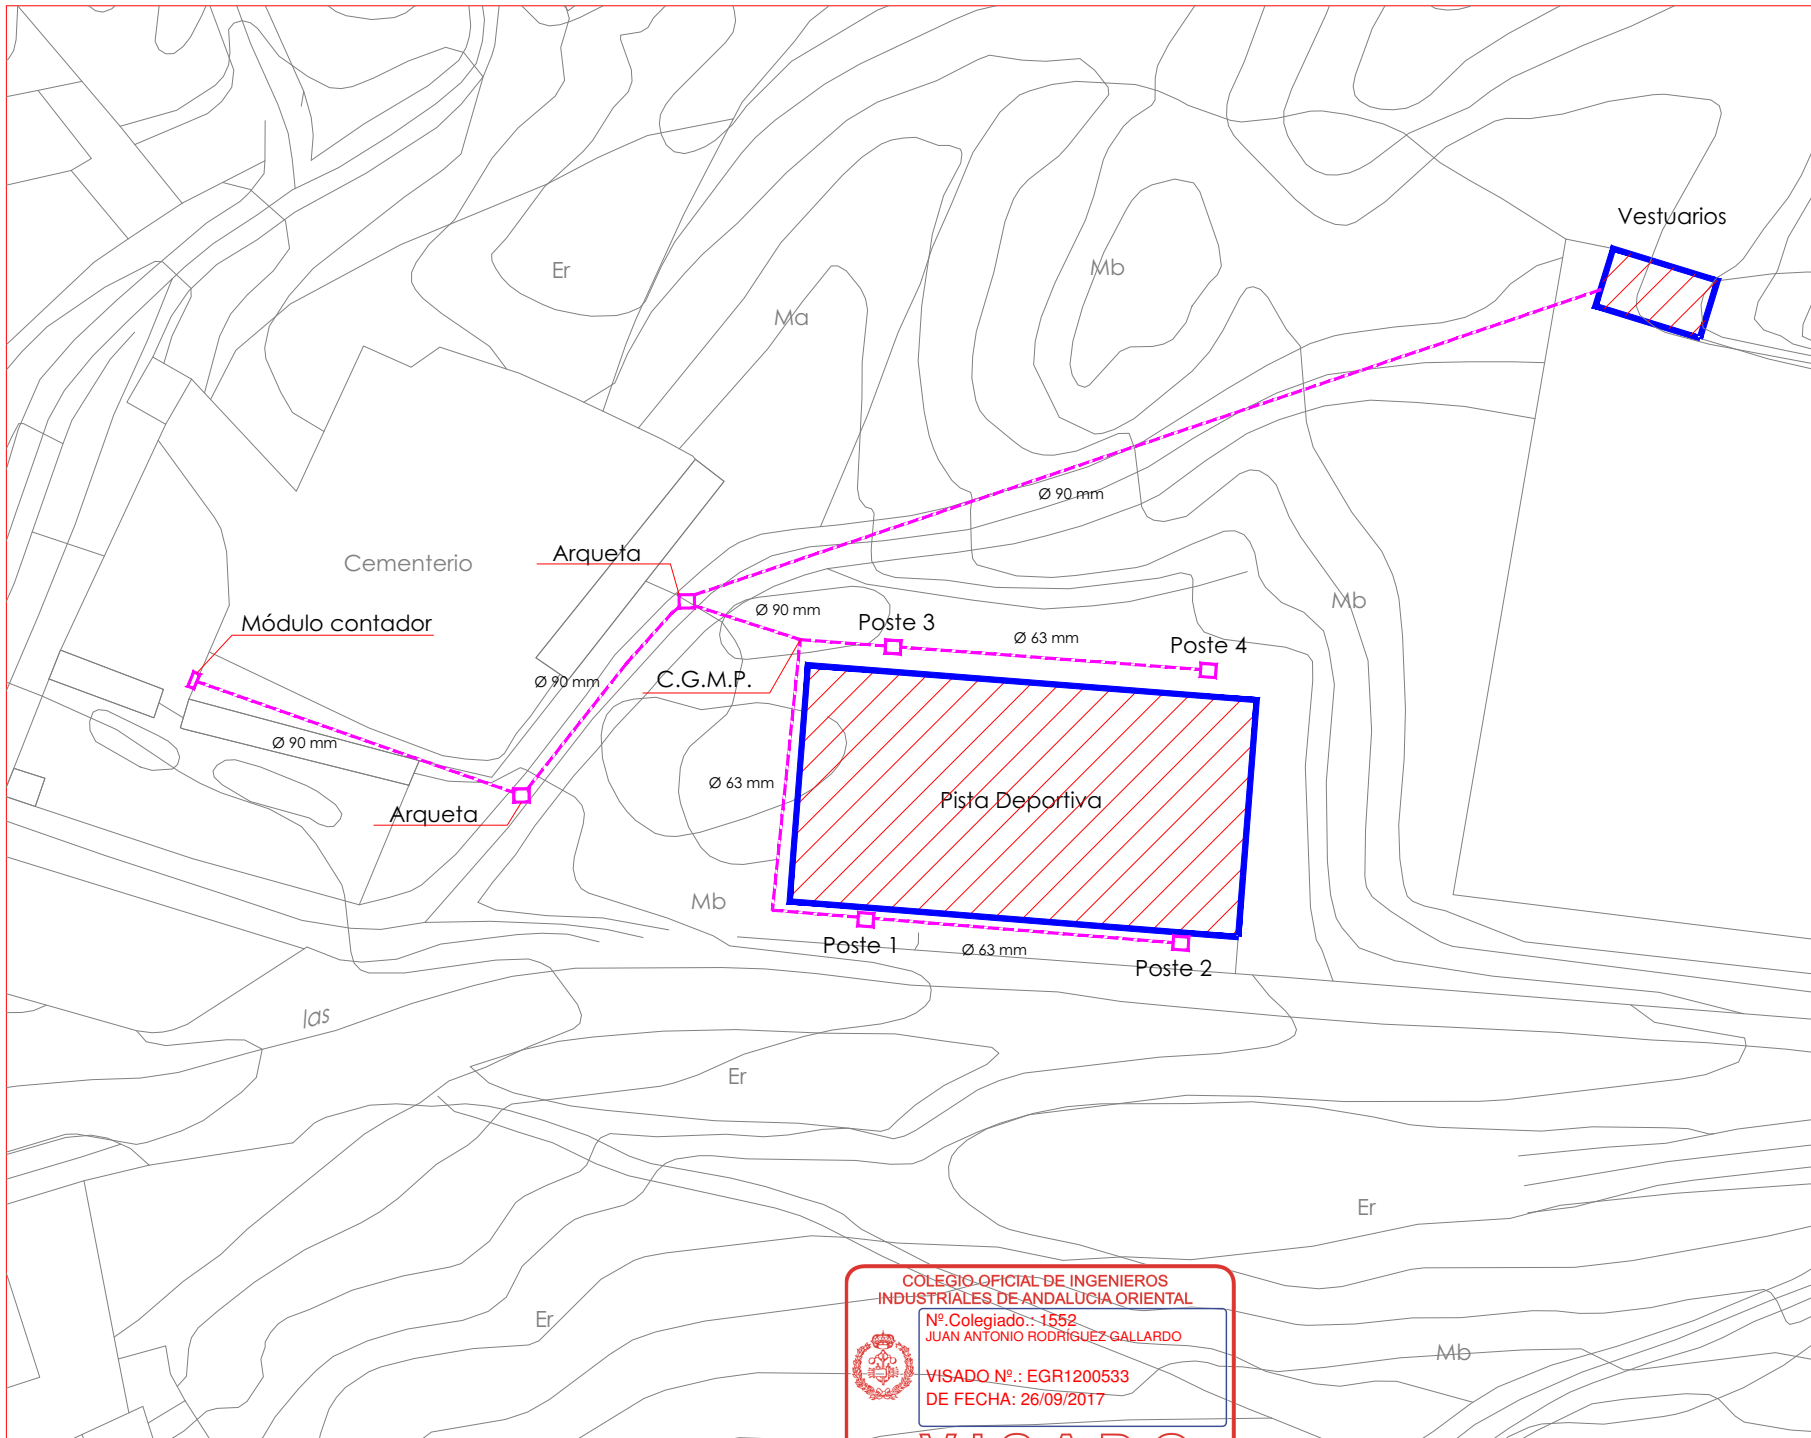 Vestuarios
Er
Mb
Ma
Ø 90 mm
Arqueta
Cementerio
Mb
Ø 90 mm
Poste 3
Módulo contador
Ø 63 mm
Poste 4
Ø 90 mm
C.G.M.P.
Ø 90 mm
Ø 63 mm
Pista Deportiva
Arqueta
Mb
Poste 1
Ø 63 mm
Poste 2
las
Er
Er
Er
Mb
COLEGIO OFICIAL DE INGENIEROS
INDUSTRIALES DE ANDALUCIA ORIENTAL
Nº.Colegiado.: 1552
JUAN ANTONIO RODRÍGUEZ GALLARDO
VISADO Nº.: EGR1200533
DE FECHA: 26/09/2017
VISADO